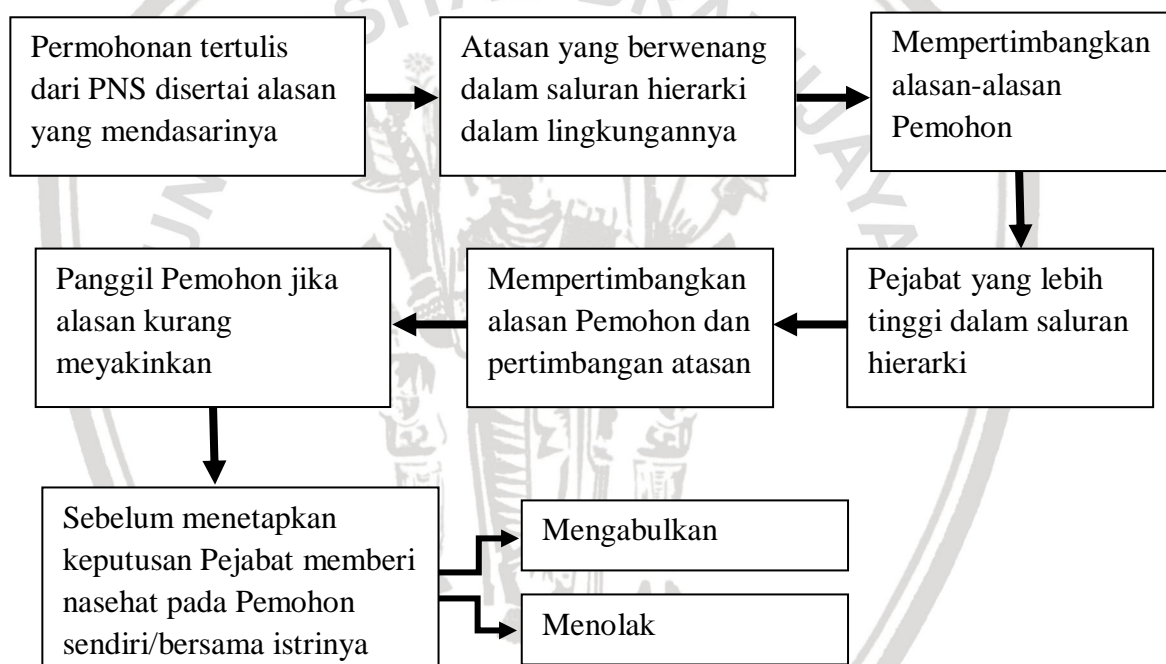 Permohonan tertulis
dari PNS disertai alasan
yang mendasarinya
Atasan yang berwenang
dalam saluran hierarki
dalam lingkungannya
Mempertimbangkan
alasan-alasan
Pemohon
Pejabat yang lebih
tinggi dalam saluran
hierarki
Mempertimbangkan
alasan Pemohon dan
pertimbangan atasan
Panggil Pemohon jika
alasan kurang
meyakinkan
Sebelum menetapkan
keputusan Pejabat memberi
nasehat pada Pemohon
sendiri/bersama istrinya
Mengabulkan
Menolak